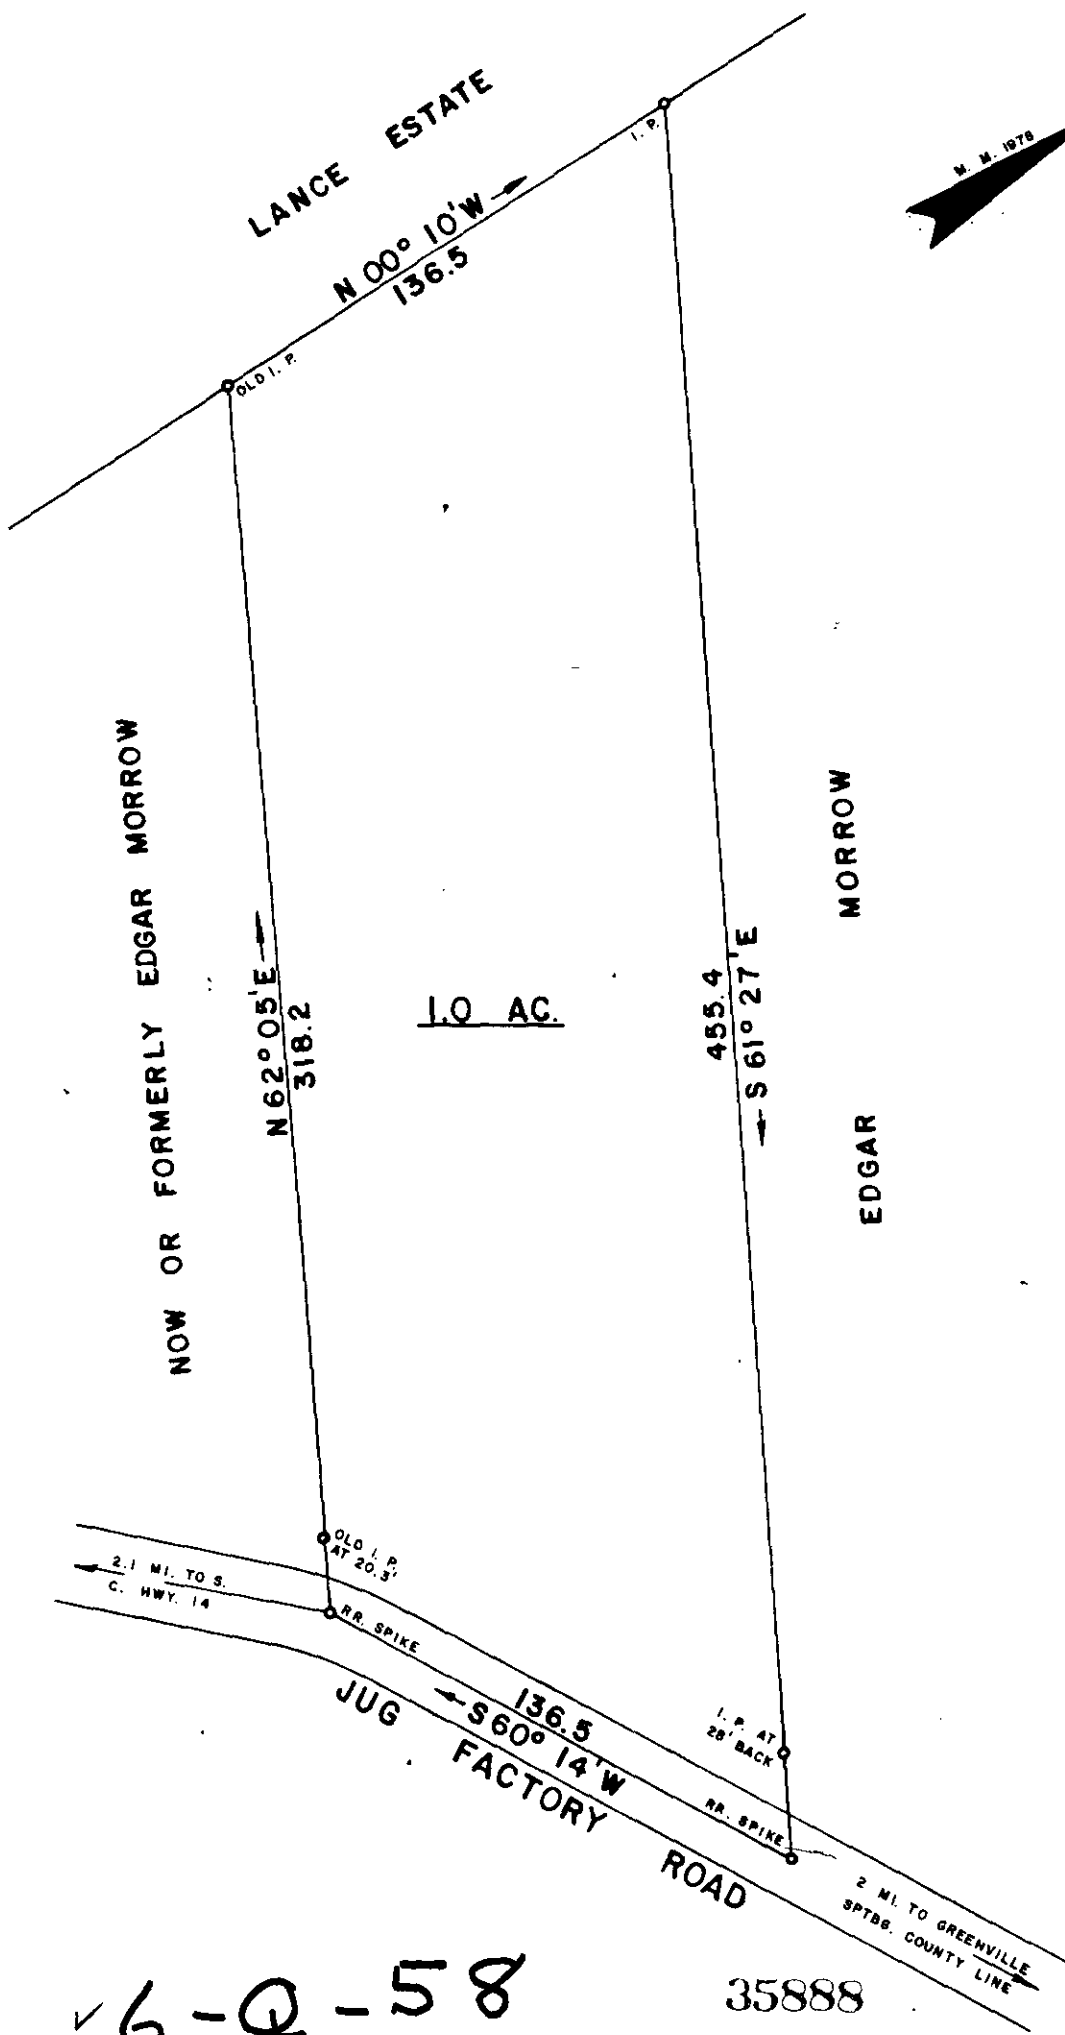 LANCE ESTATE
I. P.
M. M. 1978
N 00° 10' W
136.5
OLD I. P.
NOW OR FORMERLY EDGAR MORROW
N 62° 05' E
318.2
1.0 AC.
455.4
S 61° 27' E
EDGAR MORROW
OLD I. P.
AT 20.3'
2.1 MI. TO S.
C. HWY. 14
RR. SPIKE
136.5
S 60° 14' W
JUG FACTORY ROAD
I. P. AT
28' BACK
RR. SPIKE
2 MI. TO GREENVILLE
SPTBG. COUNTY LINE
✓ 6-Q-58
35888